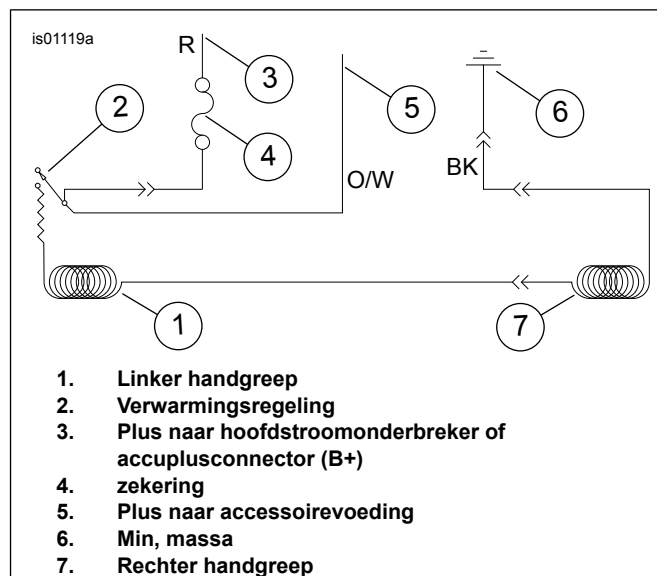 is01119a
R
3
2
5
6
4
O/W
BK
1
7
1. Linker handgreep
2. Verwarmingsregeling
3. Plus naar hoofdstroomonderbreker of
accuplusconnector (B+)
4. zekering
5. Plus naar accessoirevoeding
6. Min, massa
7. Rechter handgreep